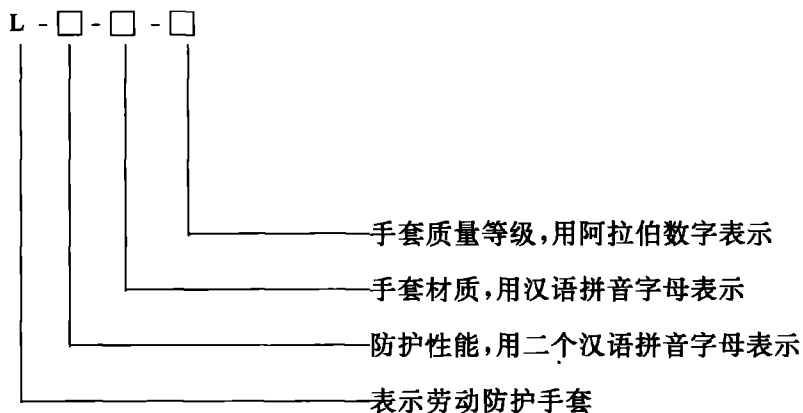 L - □ - □ - □
手套质量等级,用阿拉伯数字表示
手套材质,用汉语拼音字母表示
防护性能,用二个汉语拼音字母表示
表示劳动防护手套